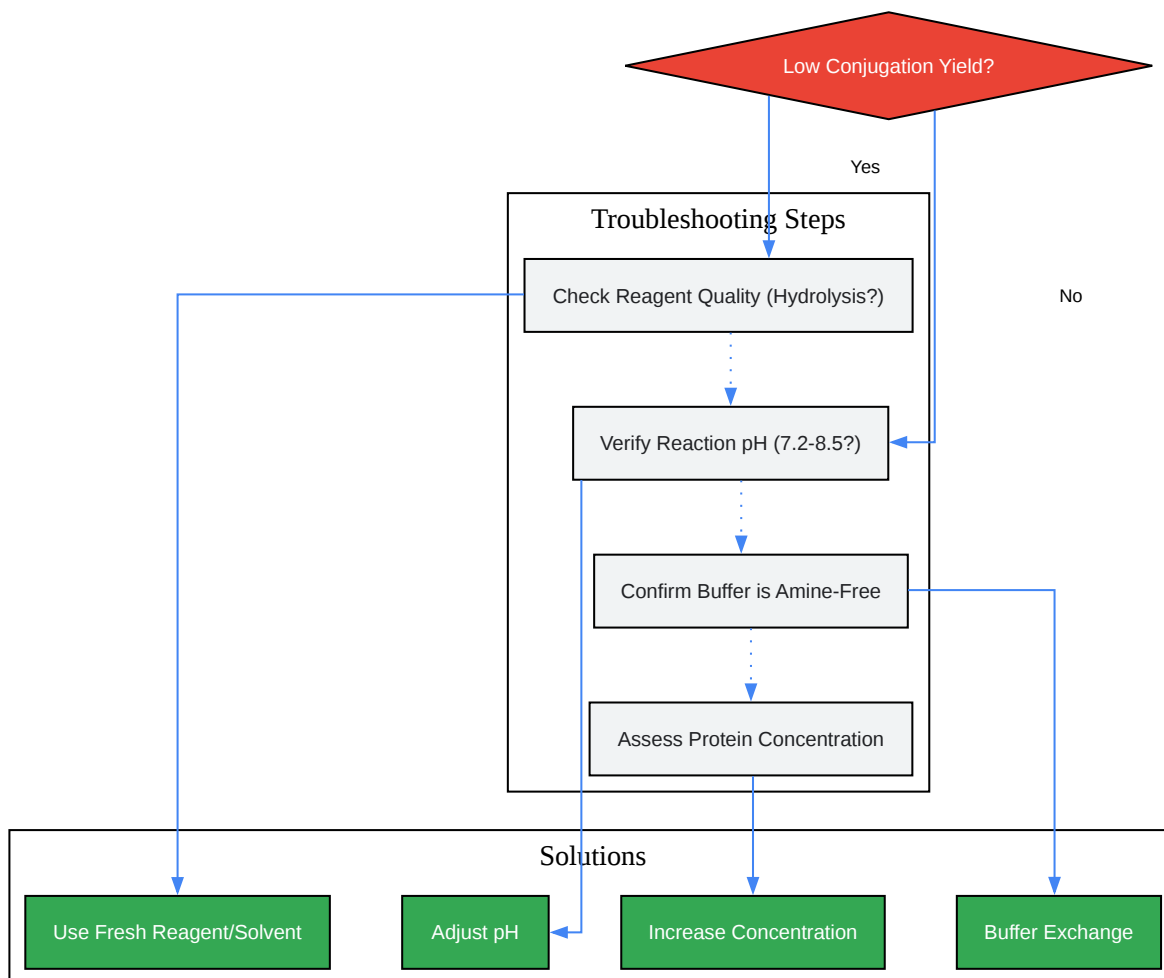 Low Conjugation Yield?
Yes
Troubleshooting Steps
Check Reagent Quality (Hydrolysis?)
No
Verify Reaction pH (7.2-8.5?)
Confirm Buffer is Amine-Free
Assess Protein Concentration
Solutions
Use Fresh Reagent/Solvent
Adjust pH
Increase Concentration
Buffer Exchange